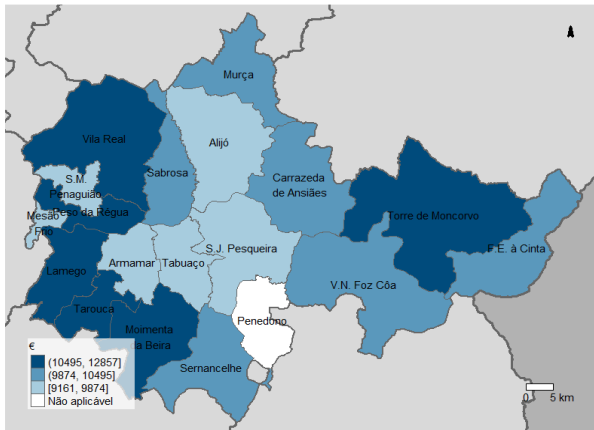 Murça
Vila Real
Alijó
Sabrosa
Carrazeda
de Ansiães
S.M.
Penaguião
Mesão
Frio
Peso da Régua
Torre de Moncorvo
S.J. Pesqueira
F.E. à Cinta
Armamar
Tabuaço
Lamego
V.N. Foz Côa
Tarouca
Penedono
Moimenta
da Beira
Sernancelhe
€
(10495, 12857]
(9874, 10495]
[9161, 9874]
Não aplicável
0 5 km